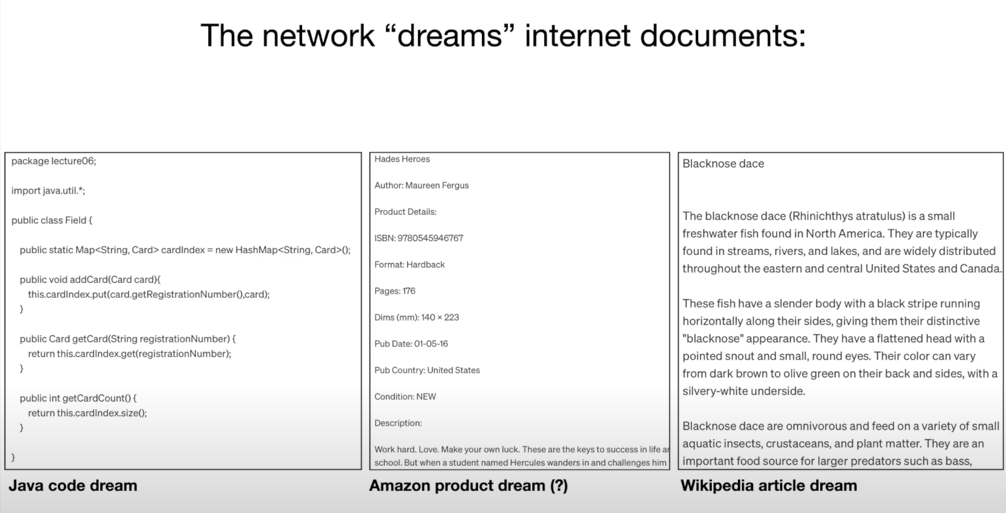 The network “dreams” internet documents:
package lecture06;
import java.util.*;
public class Field {
public static Map<String, Card> cardIndex = new HashMap<String, Card>();
public void addCard(Card card){
this.cardIndex.put(card.getRegistrationNumber(),card);
}
public Card getCard(String registrationNumber) {
return this.cardIndex.get(registrationNumber);
}
public int getCardCount() {
return this.cardIndex.size();
}
}
Java code dream
Hades Heroes
Author: Maureen Fergus
Product Details:
ISBN: 9780545946767
Format: Hardback
Pages: 176
Dims (mm): 140 × 223
Pub Date: 01-05-16
Pub Country: United States
Condition: NEW
Description:
Work hard. Love. Make your own luck. These are the keys to success in life ar
school. But when a student named Hercules wanders in and challenges him
Amazon product dream (?)
Blacknose dace
The blacknose dace (Rhinichthys atratulus) is a small
freshwater fish found in North America. They are typically
found in streams, rivers, and lakes, and are widely distributed
throughout the eastern and central United States and Canada.
These fish have a slender body with a black stripe running
horizontally along their sides, giving them their distinctive
"blacknose" appearance. They have a flattened head with a
pointed snout and small, round eyes. Their color can vary
from dark brown to olive green on their back and sides, with a
silvery-white underside.
Blacknose dace are omnivorous and feed on a variety of small
aquatic insects, crustaceans, and plant matter. They are an
important food source for larger predators such as bass,
Wikipedia article dream